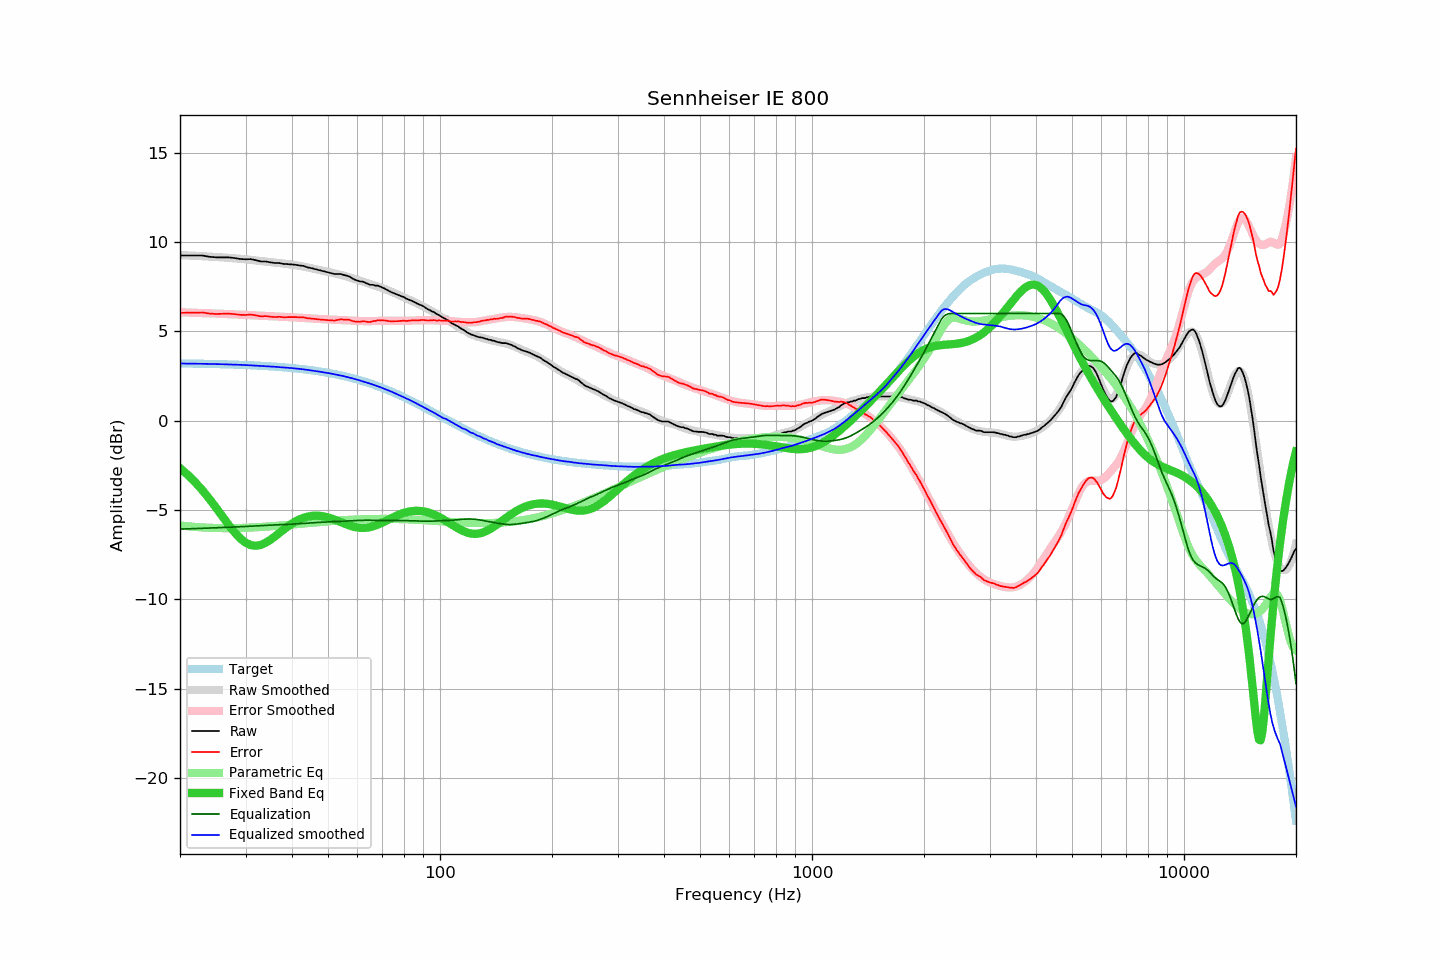 Sennheiser IE 800
Amplitude (dBr)
15
10
5
0
−5
−10
−15
−20
Target
Raw Smoothed
Error Smoothed
Raw
Error
Parametric Eq
Fixed Band Eq
Equalization
Equalized smoothed
100
1000
10000
Frequency (Hz)